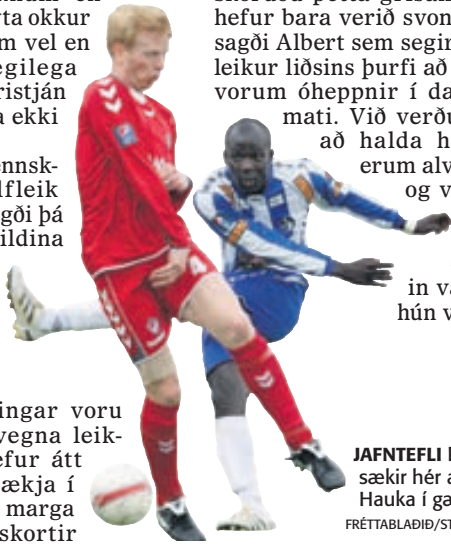 rta okkur
m vel en
egilega
ristján
a ekki
ennsk-
lfleik
gði þá
ildina
ingar voru
vegna leik-
efur átt
ækja í
marga
skortir
hefur bara verið svon
sagði Albert sem segir
leikur liðsins þurfi að
vorum óheppnir í da
mati. Við verðu
að halda h
erum alv
og v
in va
hún v
JAFNTEFLI
sækir hér a
Hauka í ga
FRÉTTABLAÐIÐ/ST